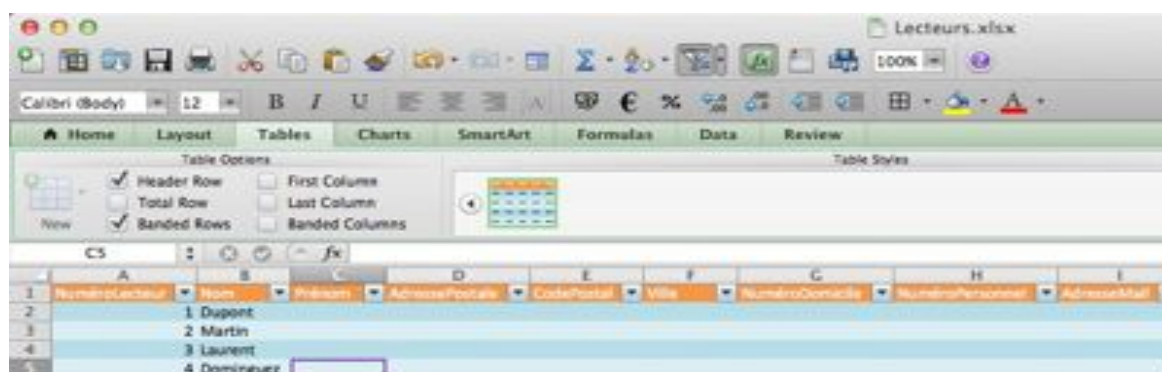 Lecteurs.xlsx
100%
Calibri (Body) 12 B I U € %
Home Layout Tables Charts SmartArt Formulas Data Review
Table Options Table Styles
Header Row First Column
Total Row Last Column
New Banded Rows Banded Columns
C5 fx
A B C D E F G H I
1 NuméroLecteur Nom Prénom AdressePostale CodePostal Ville NuméroDomicile NuméroPersonnel AdresseMail
2 1 Dupont
3 2 Martin
4 3 Laurent
5 4 Dominguez